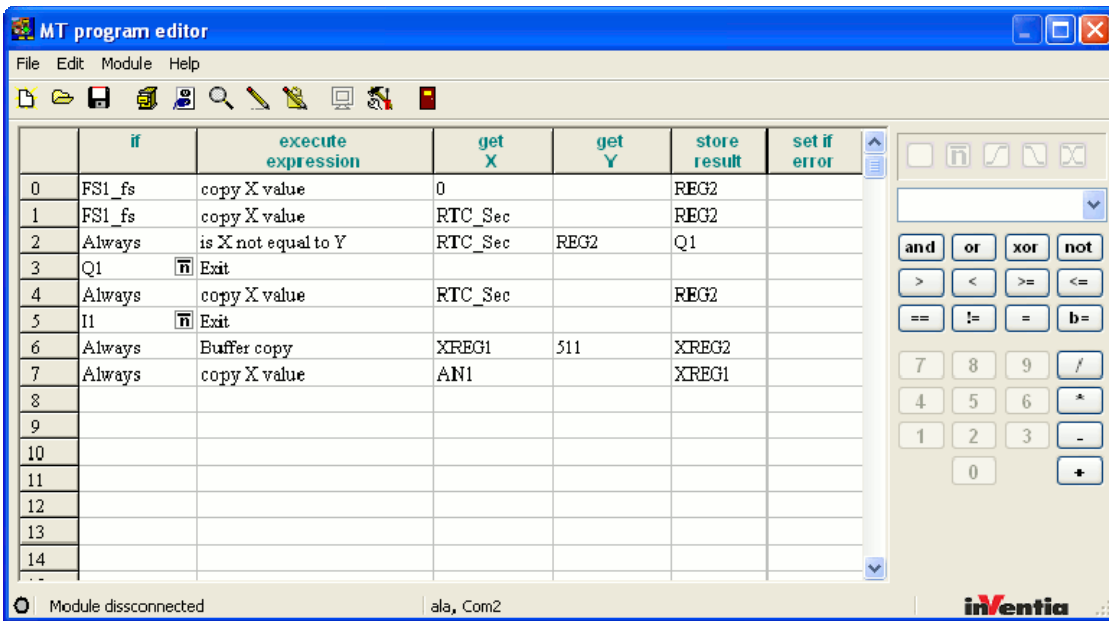 MT program editor
File Edit Module Help
if execute expression get X get Y store result set if error
0 FS1_fs copy X value 0 REG2
1 FS1_fs copy X value RTC_Sec REG2
2 Always is X not equal to Y RTC_Sec REG2 Q1
3 Q1 n Exit
4 Always copy X value RTC_Sec REG2
5 I1 n Exit
6 Always Buffer copy XREG1 511 XREG2
7 Always copy X value AN1 XREG1
8
9
10
11
12
13
14
n
and or xor not
> < >= <=
== != = b=
7 8 9 /
4 5 6 *
1 2 3 -
0 +
Module dissconnected ala, Com2 inventia